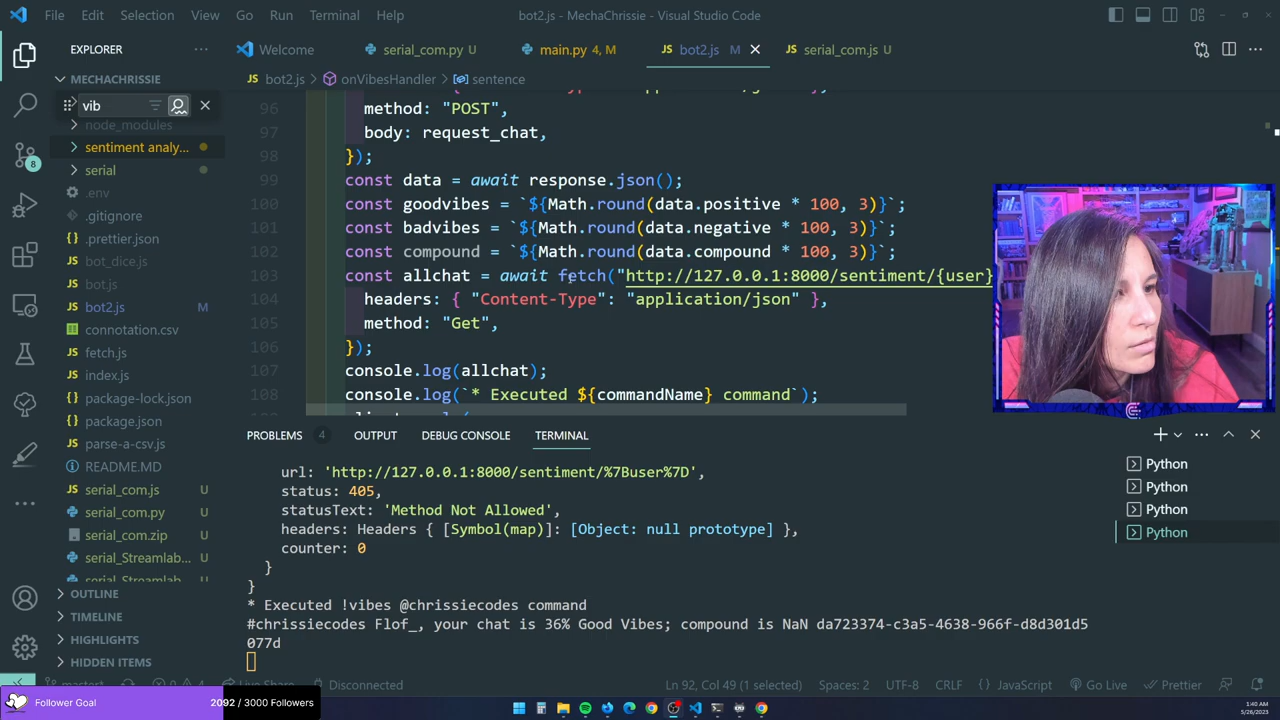 File Edit Selection View Go Run Terminal Help
bot2.js - MechaChrissie - Visual Studio Code
EXPLORER
Welcome
serial_com.py U
main.py 4, M
JS bot2.js M
JS serial_com.js U
MECHACHRISSIE
JS bot2.js > onVibesHandler > sentence
vib
node_modules
sentiment analy...
serial
.env
.gitignore
{} .prettier.json
JS bot_dice.js
JS bot.js
JS bot2.js M
connotation.csv
JS fetch.js
JS index.js
{} package-lock.json
{} package.json
JS parse-a-csv.js
README.MD
JS serial_com.js U
serial_com.py U
serial_com.zip U
serial_Streamlab... U
serial_Streamlab
OUTLINE
TIMELINE
HIGHLIGHTS
HIDDEN ITEMS
8
96 method: "POST",
97 body: request_chat,
98 });
99 const data = await response.json();
100 const goodvibes = `${Math.round(data.positive * 100, 3)}`;
101 const badvibes = `${Math.round(data.negative * 100, 3)}`;
102 const compound = `${Math.round(data.compound * 100, 3)}`;
103 const allchat = await fetch("http://127.0.0.1:8000/sentiment/{user}
104 headers: { "Content-Type": "application/json" },
105 method: "Get",
106 });
107 console.log(allchat);
108 console.log(`* Executed ${commandName} command`);
PROBLEMS 4 OUTPUT DEBUG CONSOLE TERMINAL
url: 'http://127.0.0.1:8000/sentiment/%7Buser%7D',
status: 405,
statusText: 'Method Not Allowed',
headers: Headers { [Symbol(map)]: [Object: null prototype] },
counter: 0
}
}
* Executed !vibes @chrissiecodes command
#chrissiecodes Flof_, your chat is 36% Good Vibes; compound is NaN da723374-c3a5-4638-966f-d8d301d5
077d
Python
Python
Python
Python
Disconnected
Ln 92, Col 49 (1 selected) Spaces: 2 UTF-8 CRLF {} JavaScript Go Live Prettier
Follower Goal
2092 / 3000 Followers
1:40 AM
5/26/2023